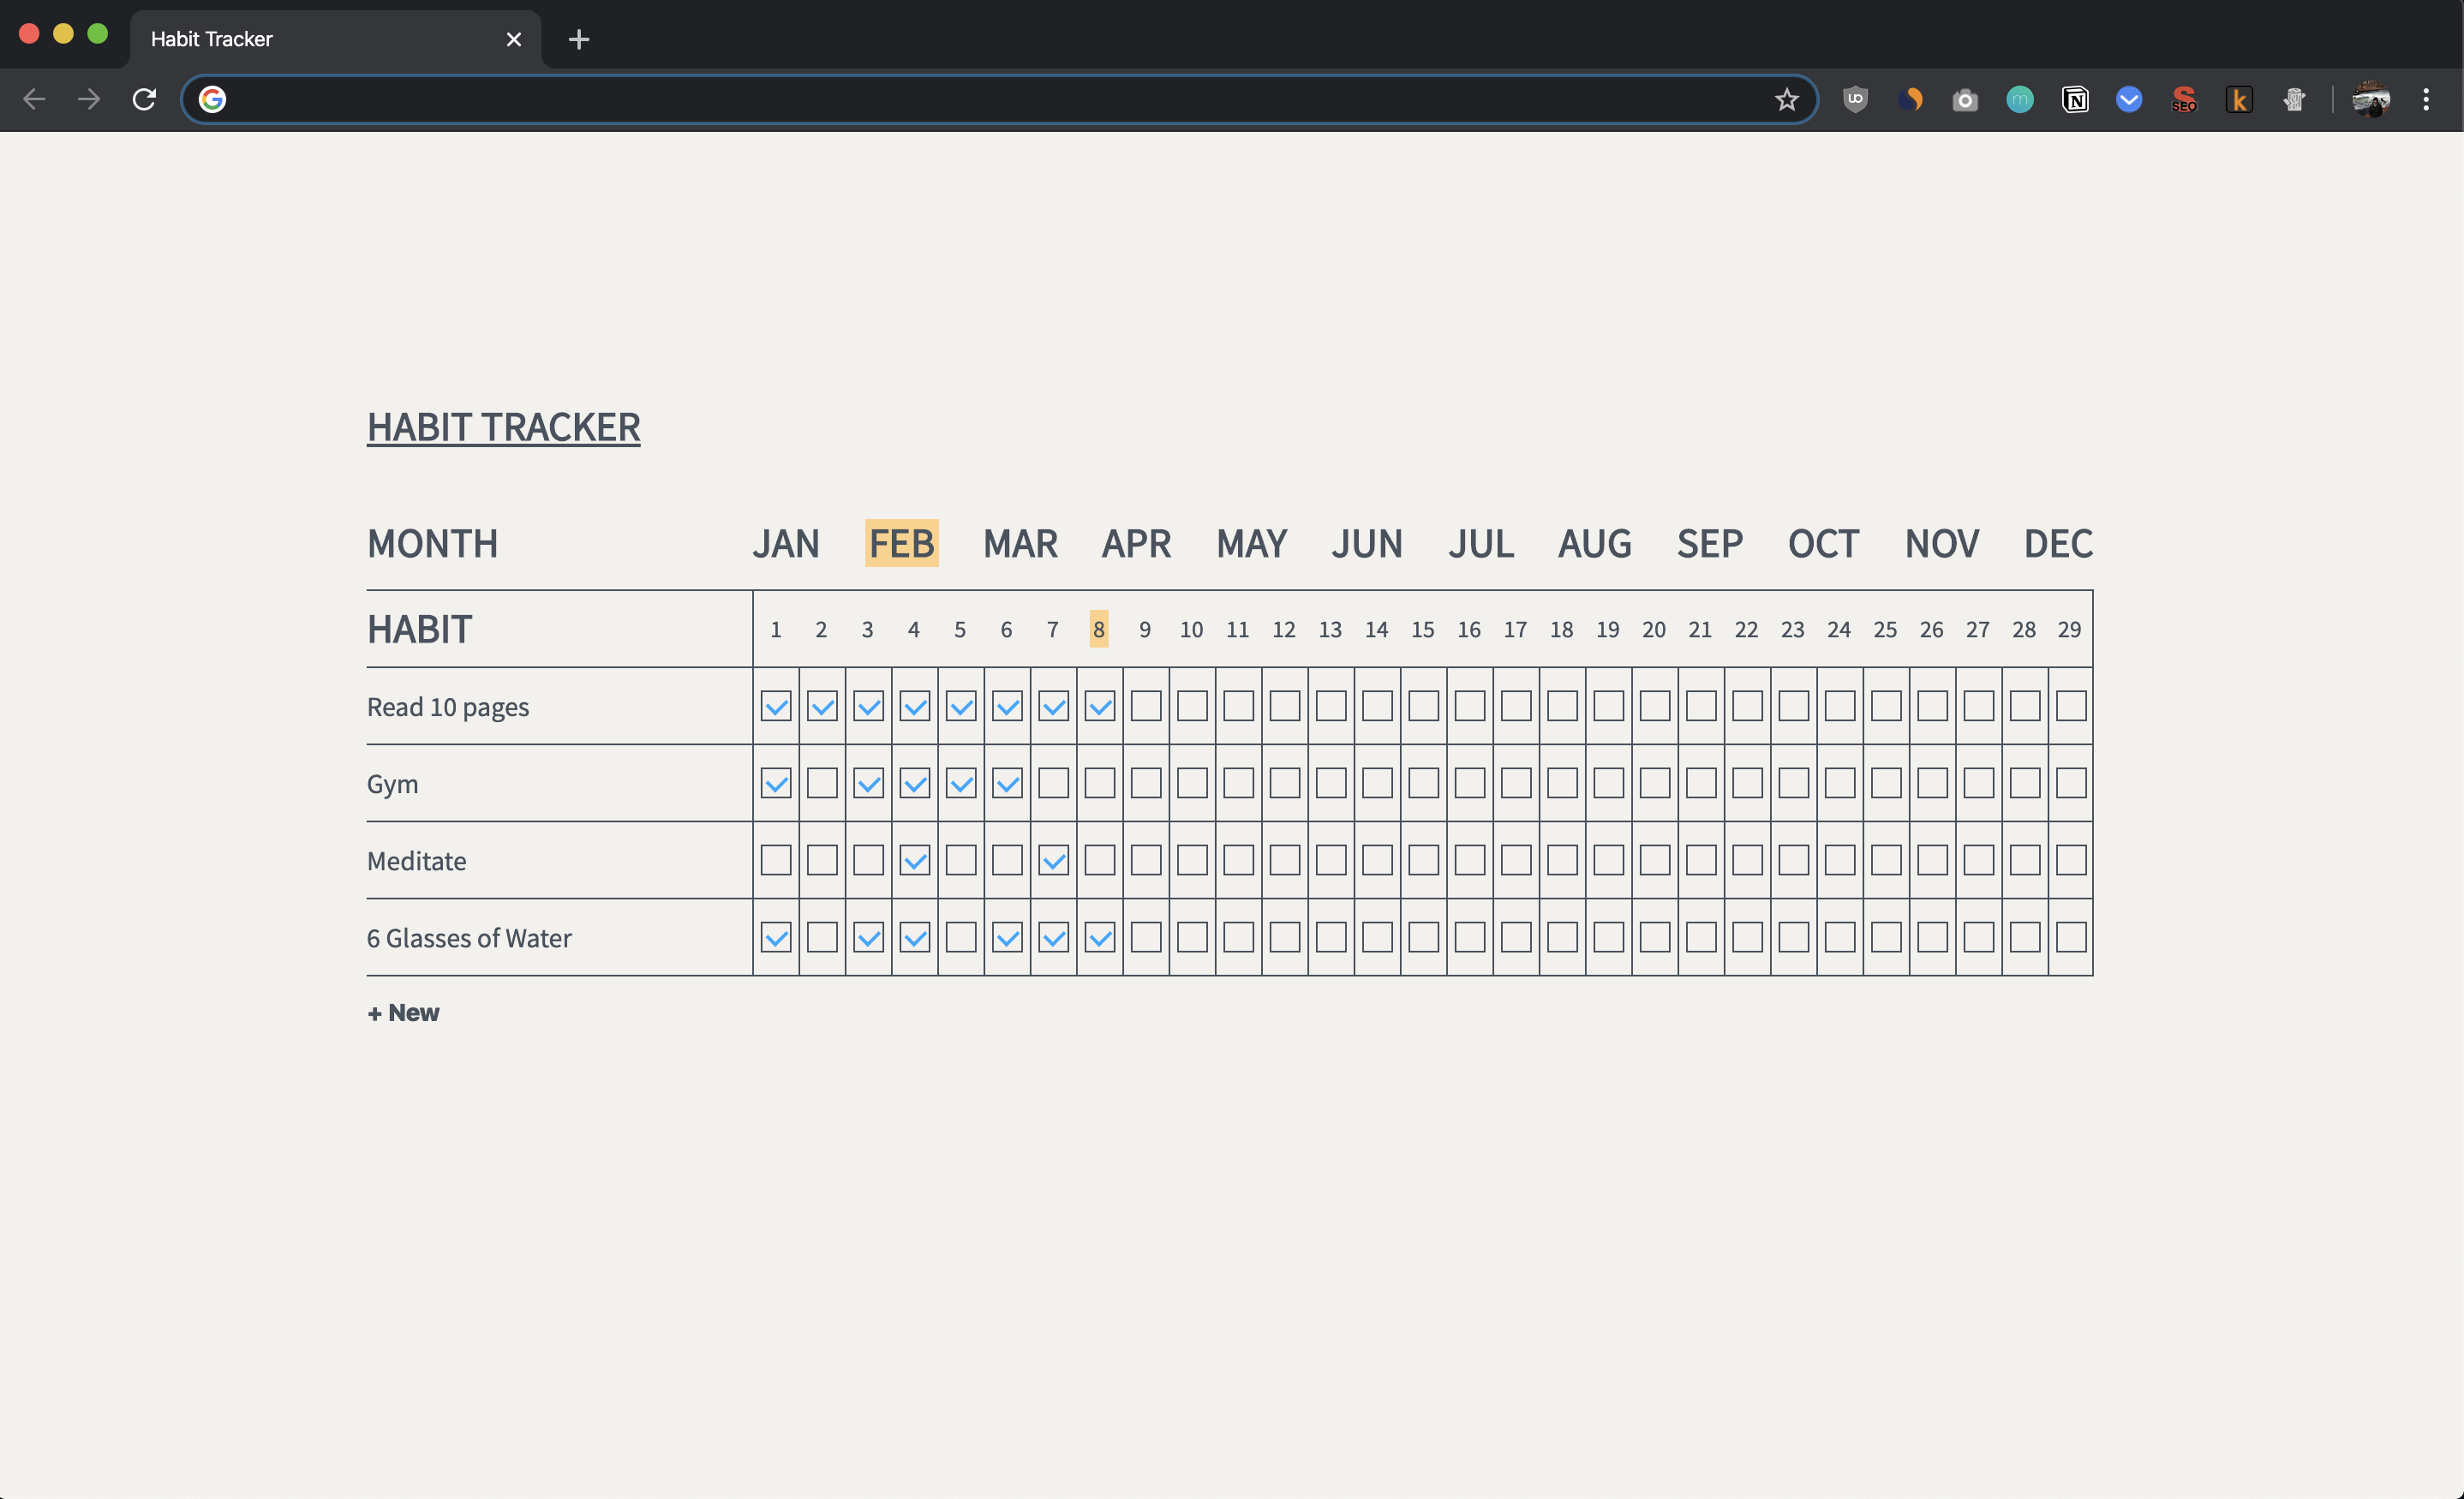 Habit Tracker
HABIT TRACKER
MONTH JAN FEB MAR APR MAY JUN JUL AUG SEP OCT NOV DEC
HABIT 1 2 3 4 5 6 7 8 9 10 11 12 13 14 15 16 17 18 19 20 21 22 23 24 25 26 27 28 29
Read 10 pages
Gym
Meditate
6 Glasses of Water
+ New